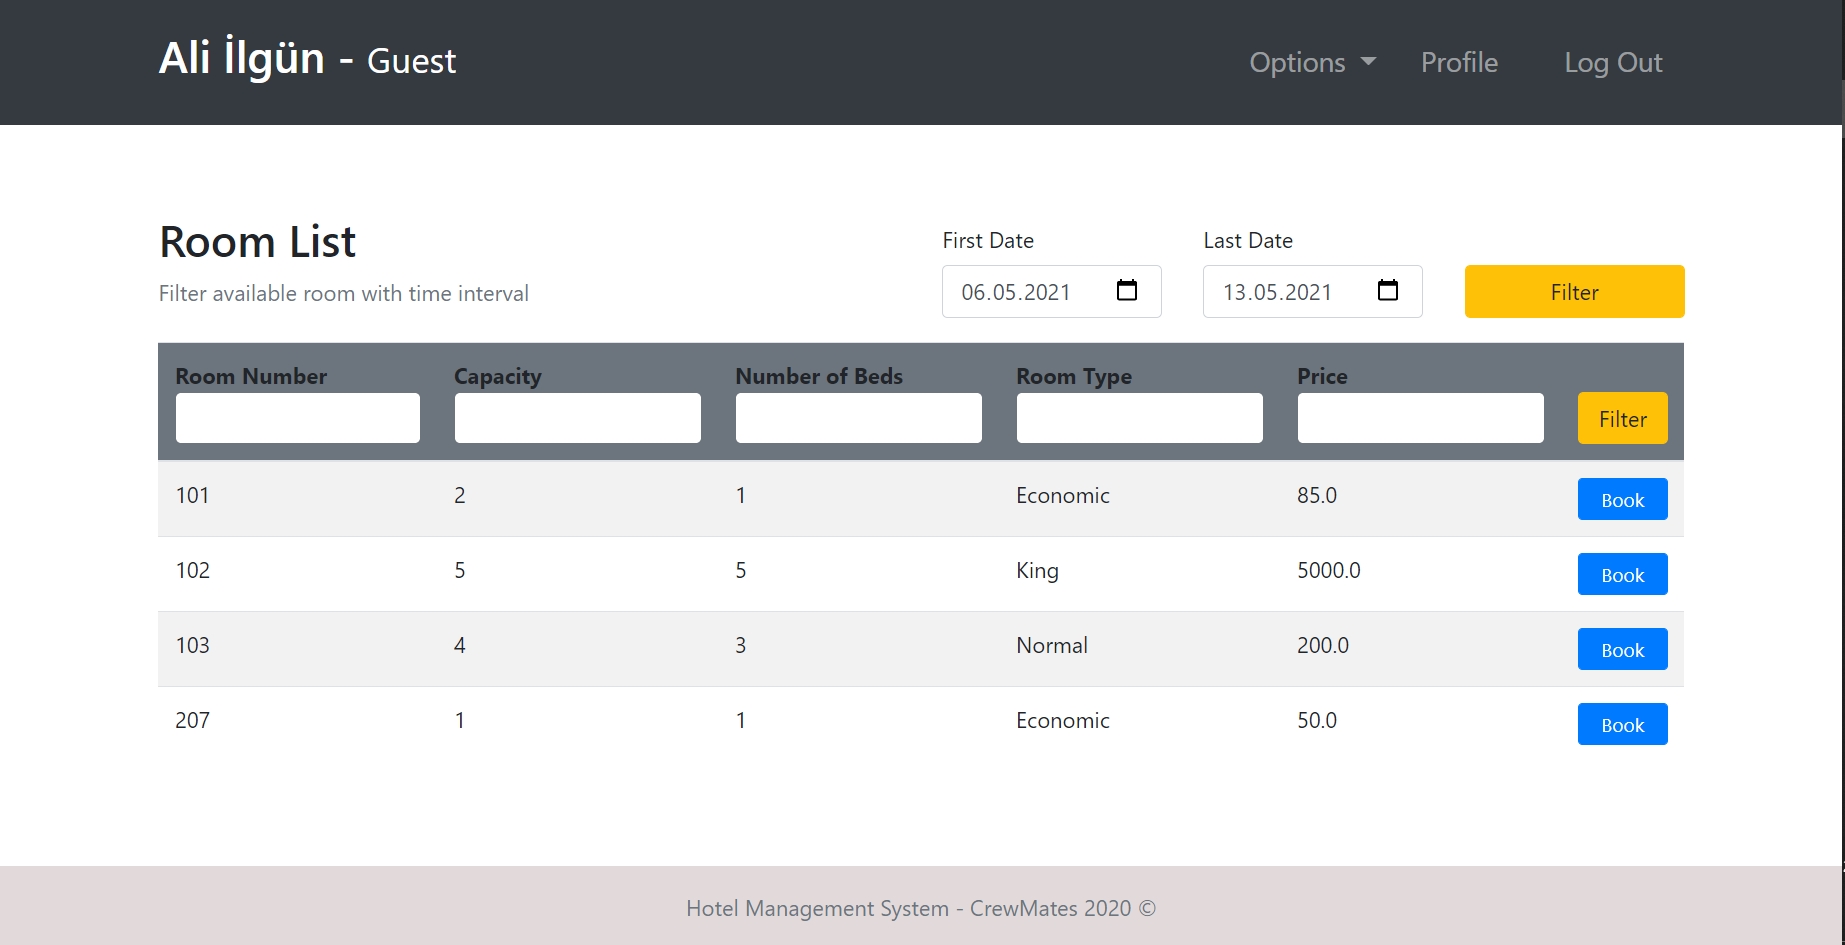 Ali İlgün - Guest
Options Profile Log Out
Room List
Filter available room with time interval
First Date Last Date
06.05.2021 13.05.2021 Filter
Room Number Capacity Number of Beds Room Type Price
Filter
101 2 1 Economic 85.0 Book
102 5 5 King 5000.0 Book
103 4 3 Normal 200.0 Book
207 1 1 Economic 50.0 Book
Hotel Management System - CrewMates 2020 ©